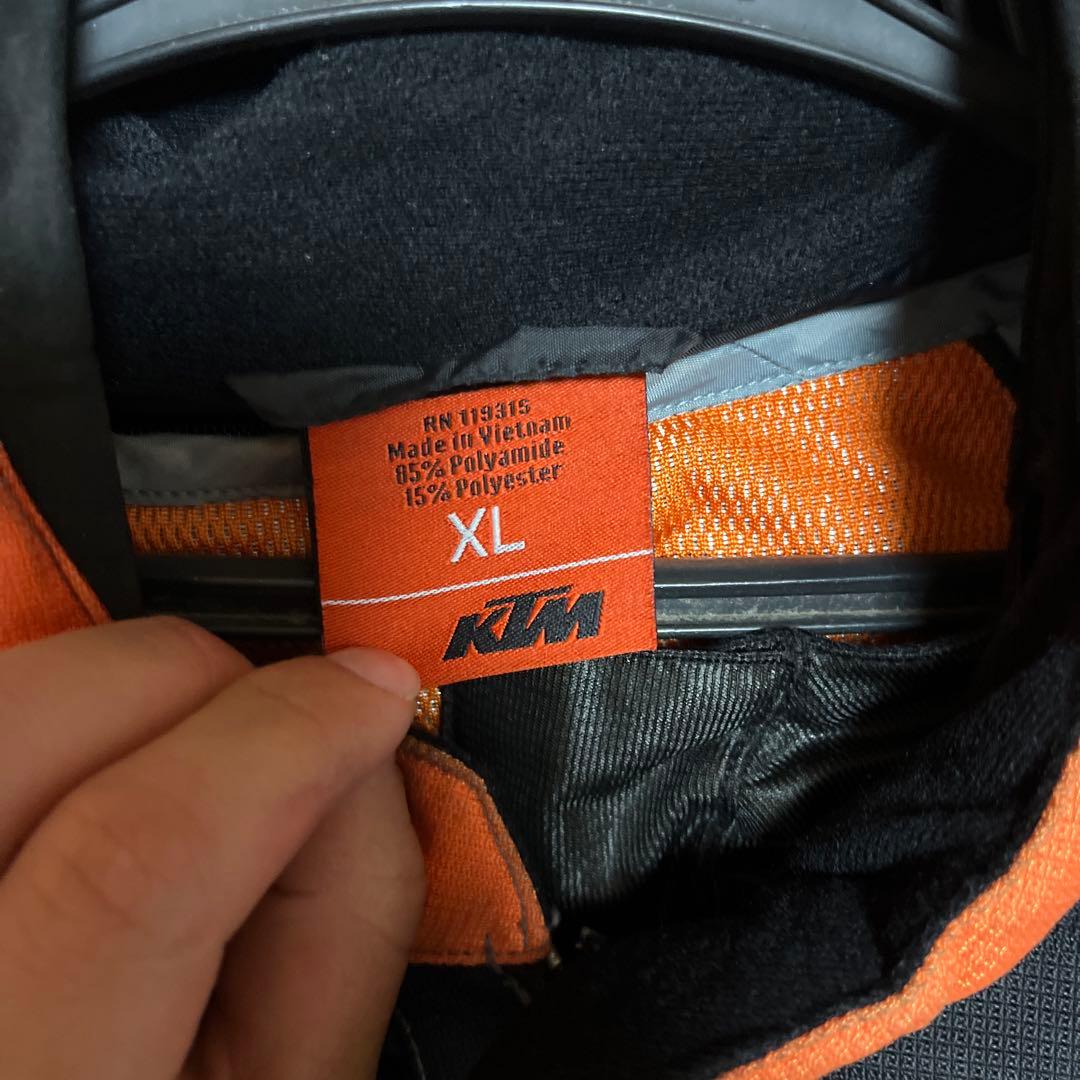 RN 119315
Made in Vietnam
85% Polyamide
15% Polyester
XL
KTM